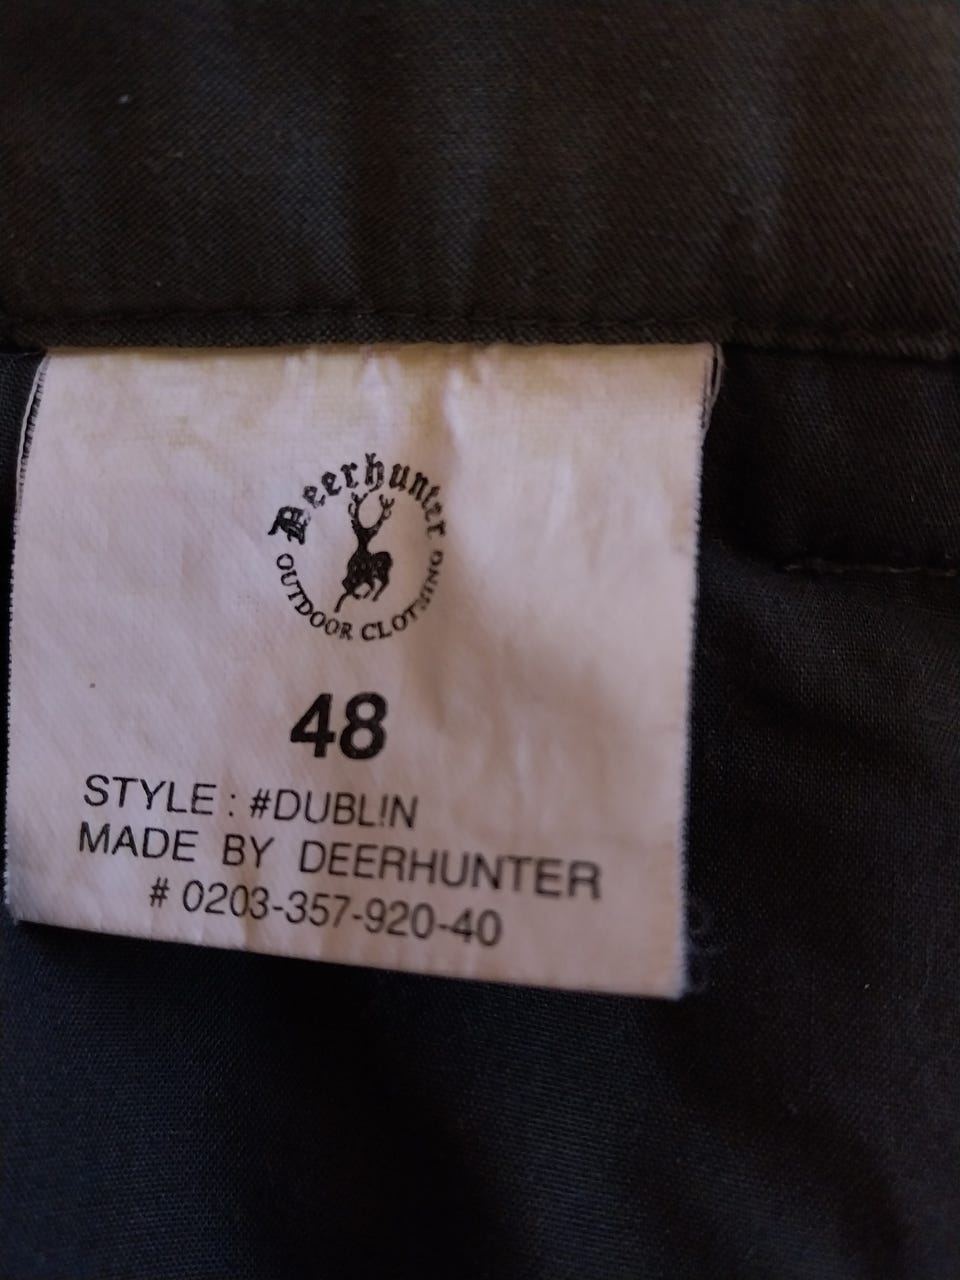 Deerhunter
OUTDOOR CLOTHING
48
STYLE : #DUBLIN
MADE BY DEERHUNTER
# 0203-357-920-40